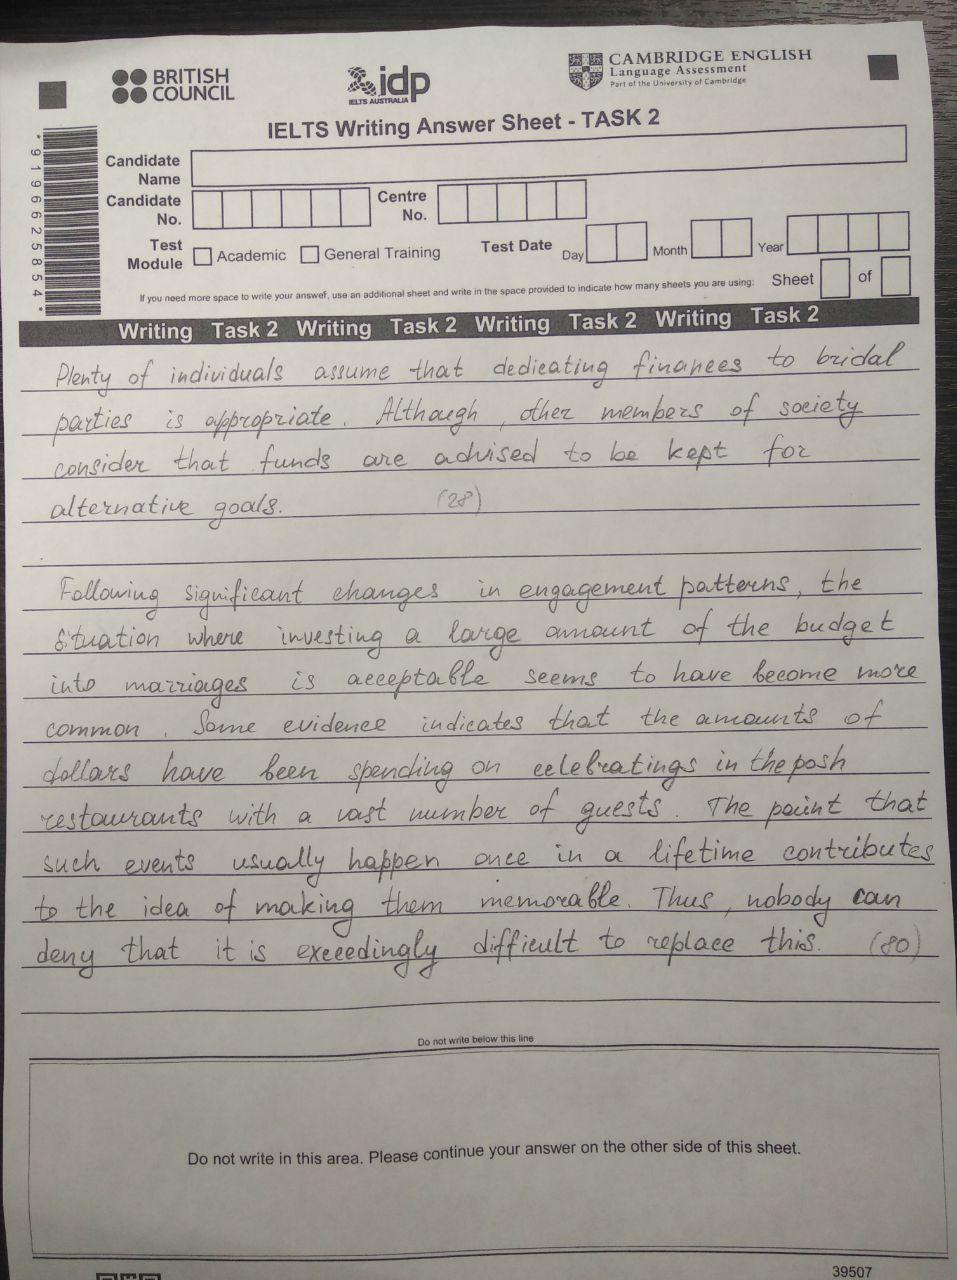 BRITISH COUNCIL
idp
IELTS AUSTRALIA
CAMBRIDGE ENGLISH
Language Assessment
Part of the University of Cambridge
IELTS Writing Answer Sheet - TASK 2
* 9196625854 *
Candidate Name
Candidate No.
Centre No.
Test Module
Academic
General Training
Test Date
Day
Month
Year
If you need more space to write your answer, use an additional sheet and write in the space provided to indicate how many sheets you are using:
Sheet
of
Writing Task 2 Writing Task 2 Writing Task 2 Writing Task 2
Plenty of individuals assume that dedicating finances to bridal
parties is appropriate. Although, other members of society
consider that funds are advised to be kept for
alternative goals. (28)
Following significant changes in engagement patterns, the
situation where investing a large amount of the budget
into marriages is acceptable seems to have become more
common. Some evidence indicates that the amounts of
dollars have been spending on celebratings in the posh
restaurants with a vast number of guests. The point that
such events usually happen once in a lifetime contributes
to the idea of making them memorable. Thus, nobody can
deny that it is exceedingly difficult to replace this. (80)
Do not write below this line
Do not write in this area. Please continue your answer on the other side of this sheet.
39507